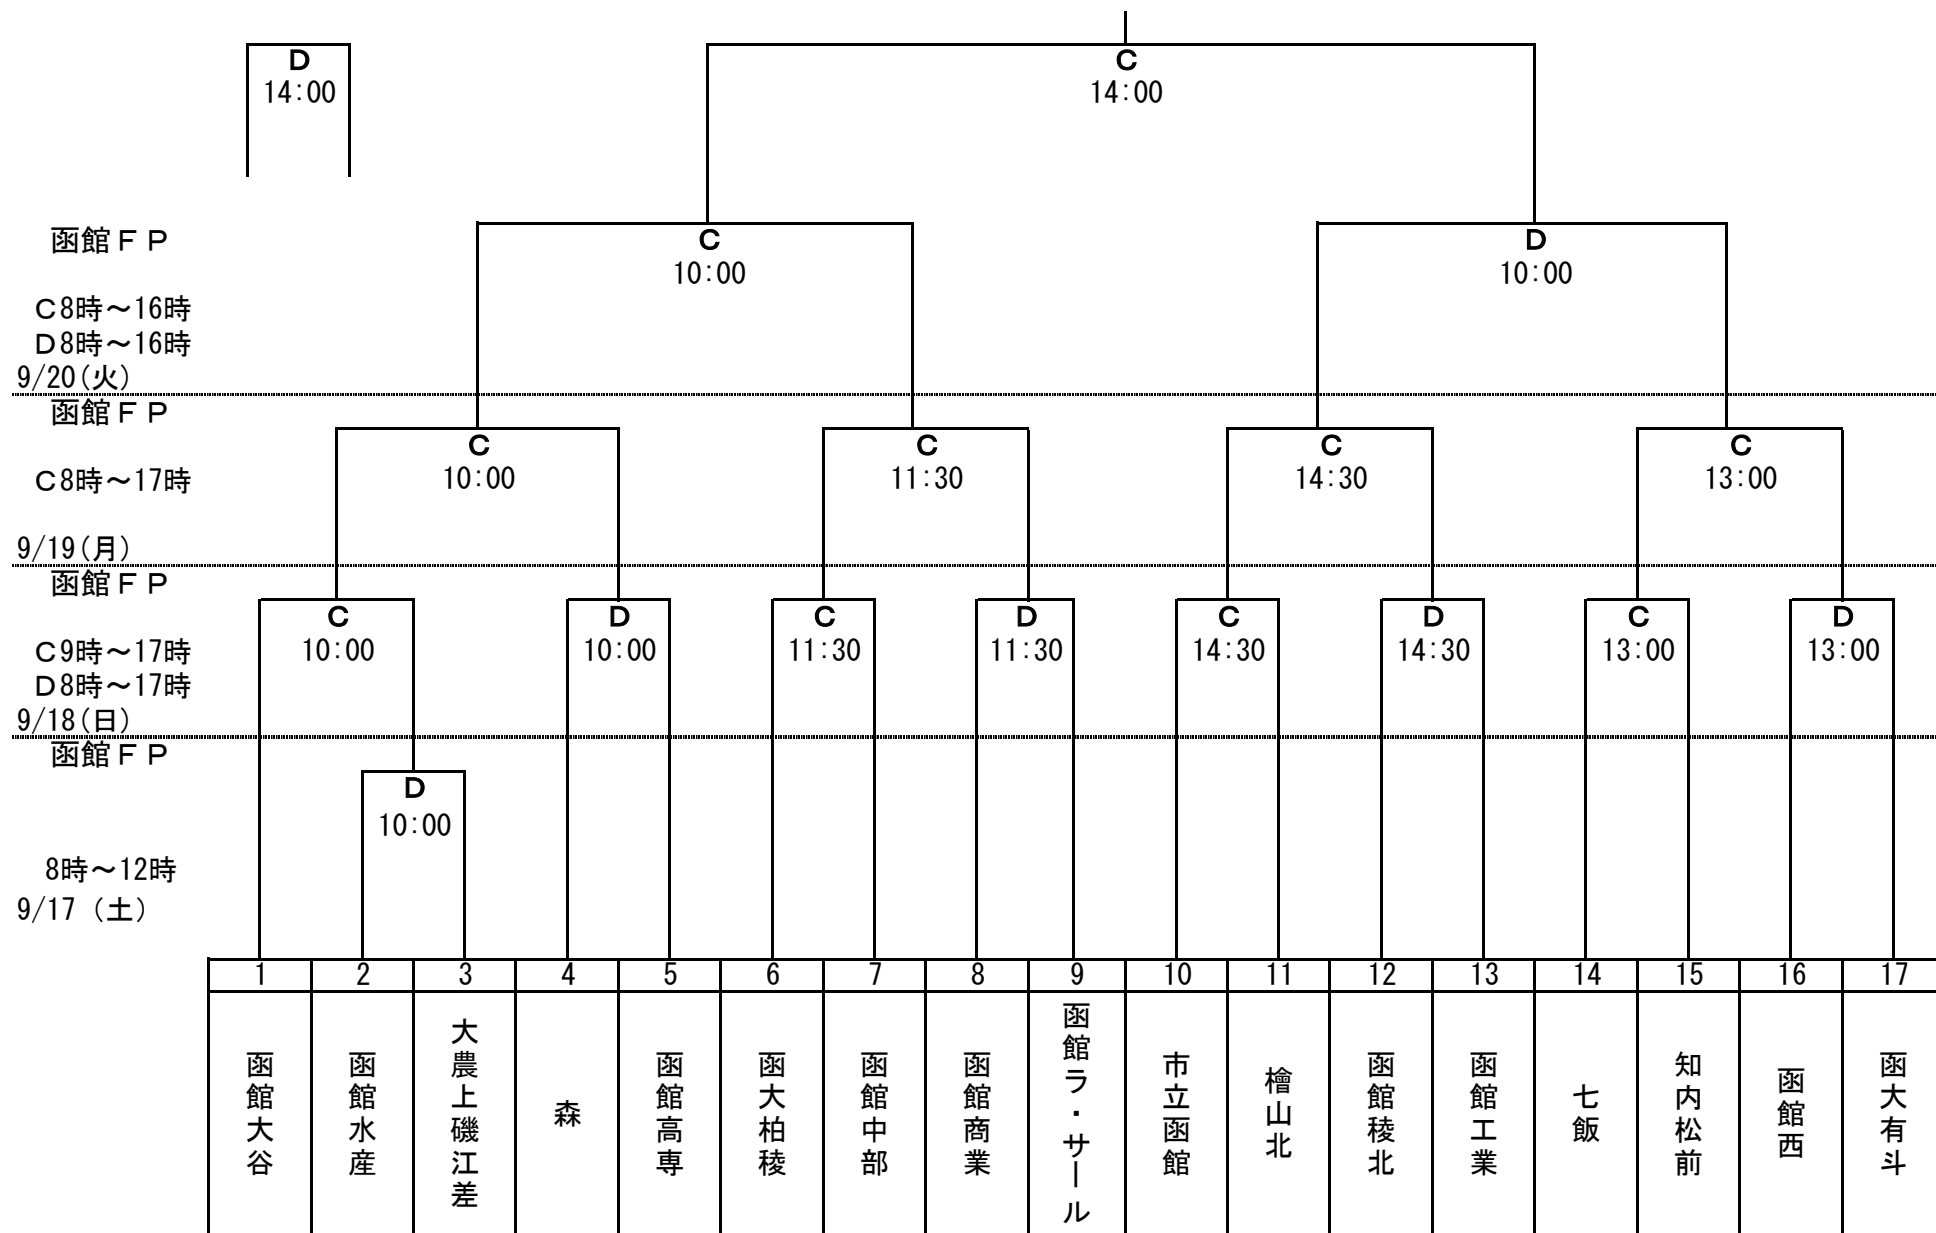 D
14:00
C
14:00
函館FP
C
10:00
D
10:00
C8時～16時
D8時～16時
9/20(火)
函館FP
C
10:00
C
11:30
C
14:30
C
13:00
C8時～17時
9/19(月)
函館FP
C
10:00
D
10:00
C
11:30
D
11:30
C
14:30
D
14:30
C
13:00
D
13:00
C9時～17時
D8時～17時
9/18(日)
函館FP
D
10:00
8時～12時
9/17（土）
1 2 3 4 5 6 7 8 9 10 11 12 13 14 15 16 17
函館大谷
函館水産
大農上磯江差
森
函館高専
函大柏稜
函館中部
函館商業
函館ラ・サール
市立函館
檜山北
函館稜北
函館工業
七飯
知内松前
函館西
函大有斗